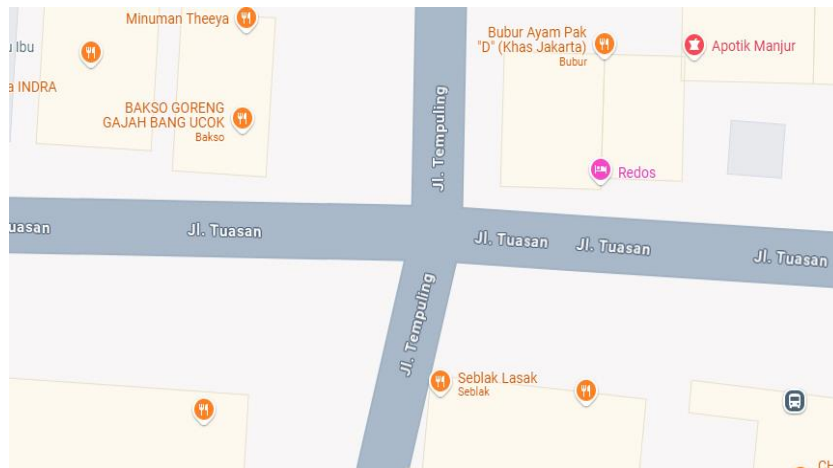 Minuman Theeya
Bubur Ayam Pak
"D" (Khas Jakarta)
Bubur
Apotik Manjur
Ibu
INDRA
BAKSO GORENG
GAJAH BANG UCOK
Bakso
Jl. Tempuling
Redos
Jl. Tuasan
Jl. Tuasan
Jl. Tuasan
Jl. Tuasan
Jl. Tempuling
Seblak Lasak
Seblak